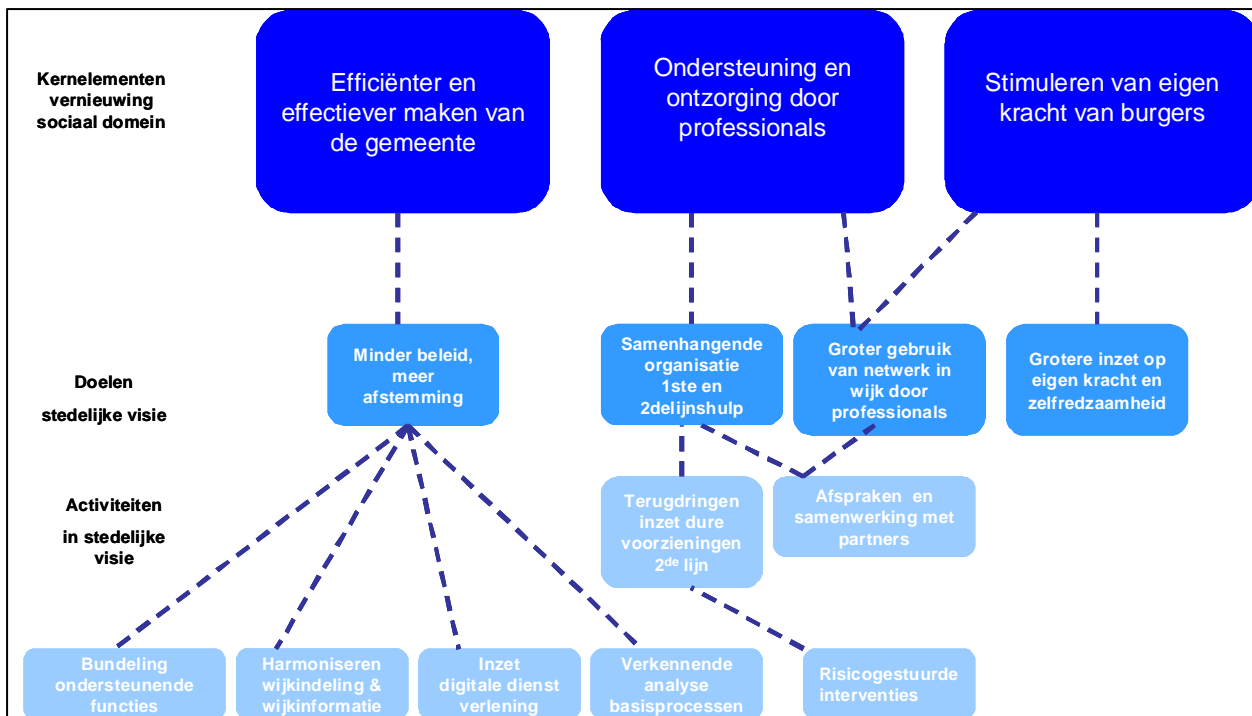 Kernelementen
vernieuwing
sociaal domein
Efficiënter en
effectiever maken van
de gemeente
Ondersteuning en
ontzorging door
professionals
Stimuleren van eigen
kracht van burgers
Doelen
stedelijke visie
Minder beleid,
meer
afstemming
Samenhangende
organisatie
1ste en
2delijnshulp
Groter gebruik
van netwerk in
wijk door
professionals
Grotere inzet op
eigen kracht en
zelfredzaamheid
Activiteiten
in stedelijke
visie
Terugdringen
inzet dure
voorzieningen
2de lijn
Afspraken en
samenwerking met
partners
Bundeling
ondersteunende
functies
Harmoniseren
wijkindeling &
wijkinformatie
Inzet
digitale dienst
verlening
Verkennende
analyse
basisprocessen
Risicogestuurde
interventies